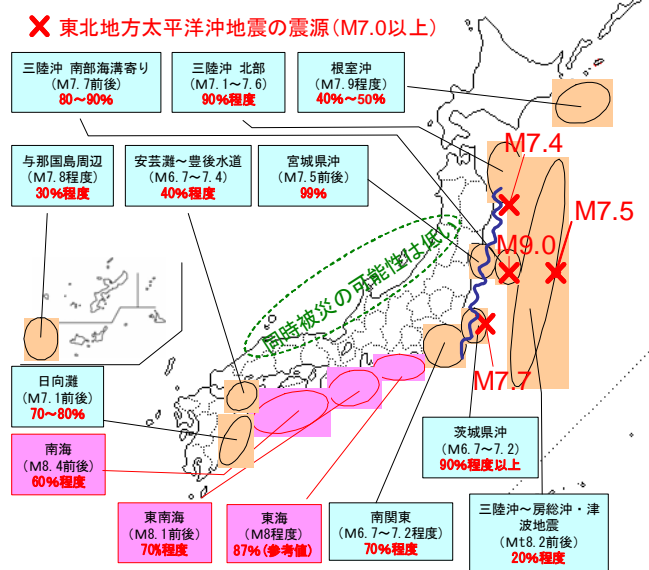 東北地方太平洋沖地震の震源(M7.0以上)
三陸沖 南部海溝寄り
(M7.7前後)
80~90%
三陸沖 北部
(M7.1~7.6)
90%程度
根室沖
(M7.9程度)
40%~50%
与那国島周辺
(M7.8程度)
30%程度
安芸灘~豊後水道
(M6.7~7.4)
40%程度
宮城県沖
(M7.5前後)
99%
M7.4
M7.5
M9.0
M7.7
同時被災の可能性は低い
日向灘
(M7.1前後)
70~80%
南海
(M8.4前後)
60%程度
東南海
(M8.1前後)
70%程度
東海
(M8程度)
87%(参考値)
南関東
(M6.7~7.2程度)
70%程度
茨城県沖
(M6.7~7.2)
90%程度以上
三陸沖~房総沖・津
波地震
(Mt8.2前後)
20%程度